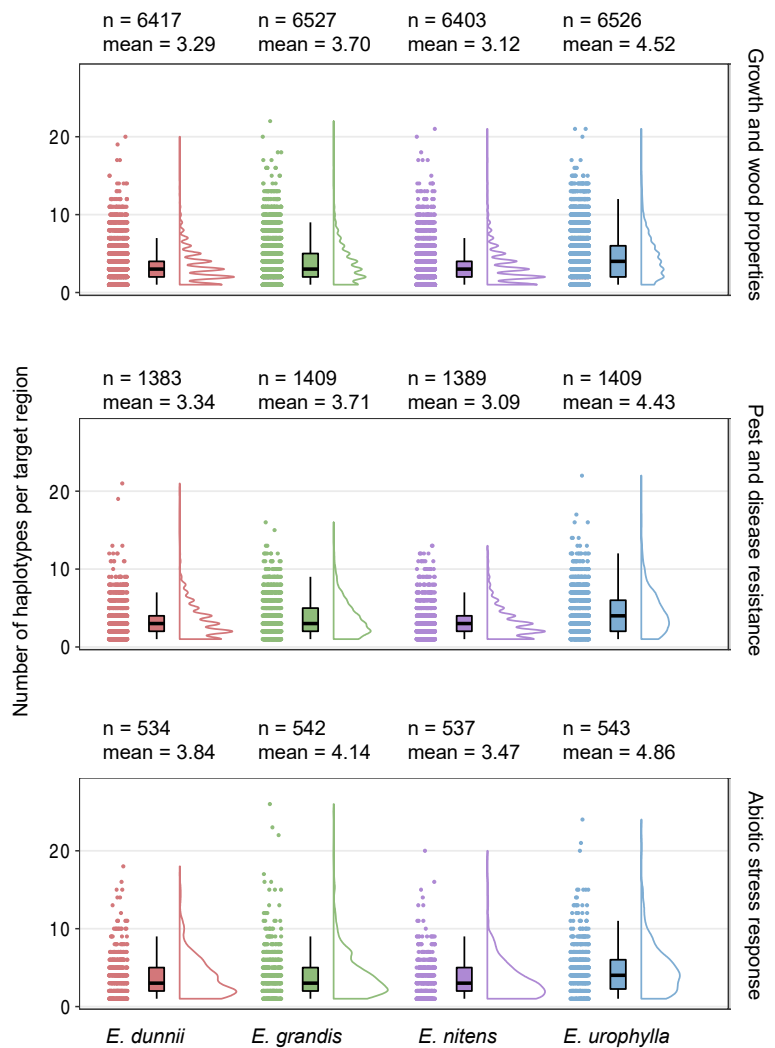 n = 6417 n = 6527 n = 6403 n = 6526
mean = 3.29 mean = 3.70 mean = 3.12 mean = 4.52
20
10
0
Growth and wood properties
Number of haplotypes per target region
n = 1383 n = 1409 n = 1389 n = 1409
mean = 3.34 mean = 3.71 mean = 3.09 mean = 4.43
20
10
0
Pest and disease resistance
n = 534 n = 542 n = 537 n = 543
mean = 3.84 mean = 4.14 mean = 3.47 mean = 4.86
20
10
0
Abiotic stress response
E. dunnii E. grandis E. nitens E. urophylla